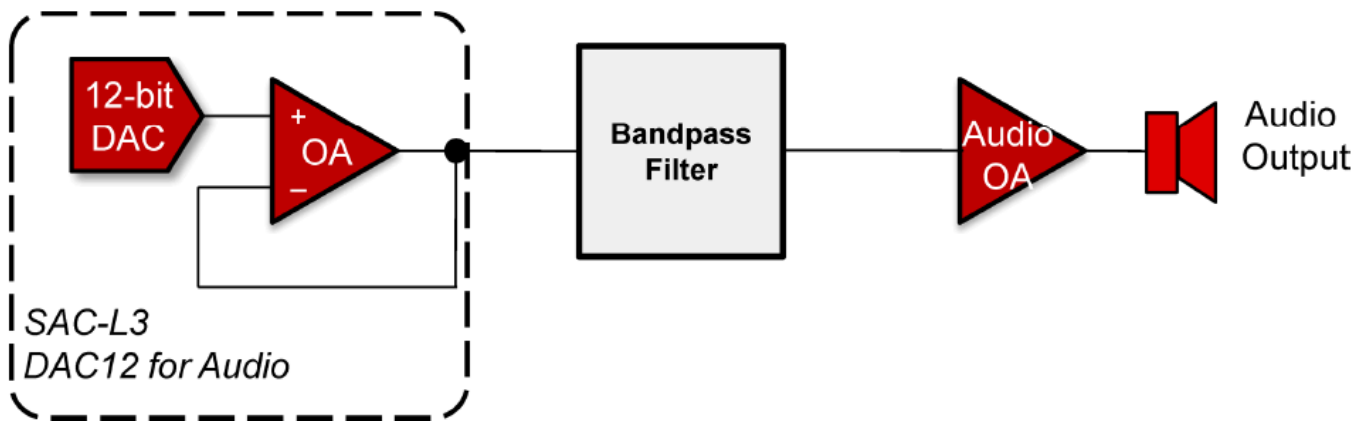 12-bit
DAC
+
OA
–
Bandpass
Filter
Audio
OA
Audio
Output
SAC-L3
DAC12 for Audio